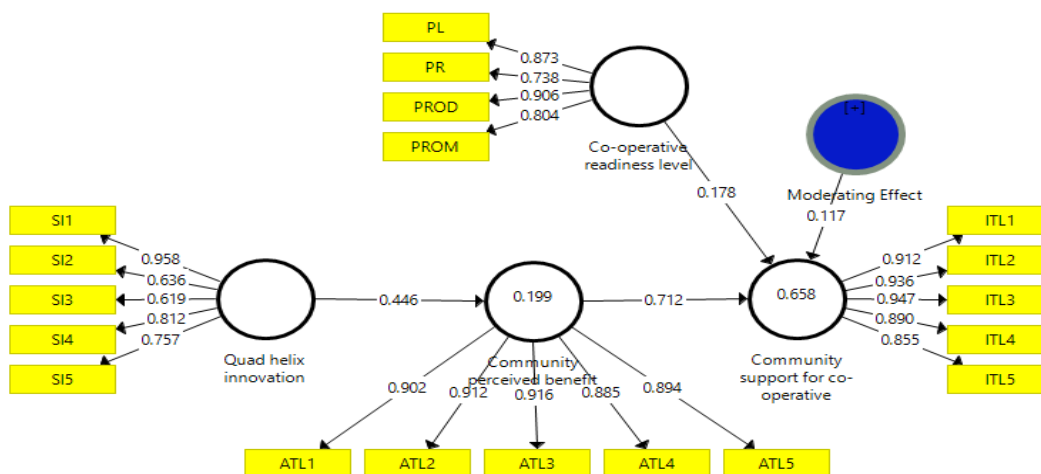 PL
0.873
PR
0.738
PROD
0.906
PROM
0.804
Co-operative
readiness level
[+]
Moderating Effect
0.178
0.117
SI1
0.958
SI2
0.636
SI3
0.619
SI4
0.812
SI5
0.757
Quad helix
innovation
0.446
0.199
Community
perceived benefit
0.712
0.658
Community
support for co-
operative
ITL1
0.912
ITL2
0.936
ITL3
0.947
ITL4
0.890
ITL5
0.855
0.902
0.912
0.916
0.885
0.894
ATL1
ATL2
ATL3
ATL4
ATL5